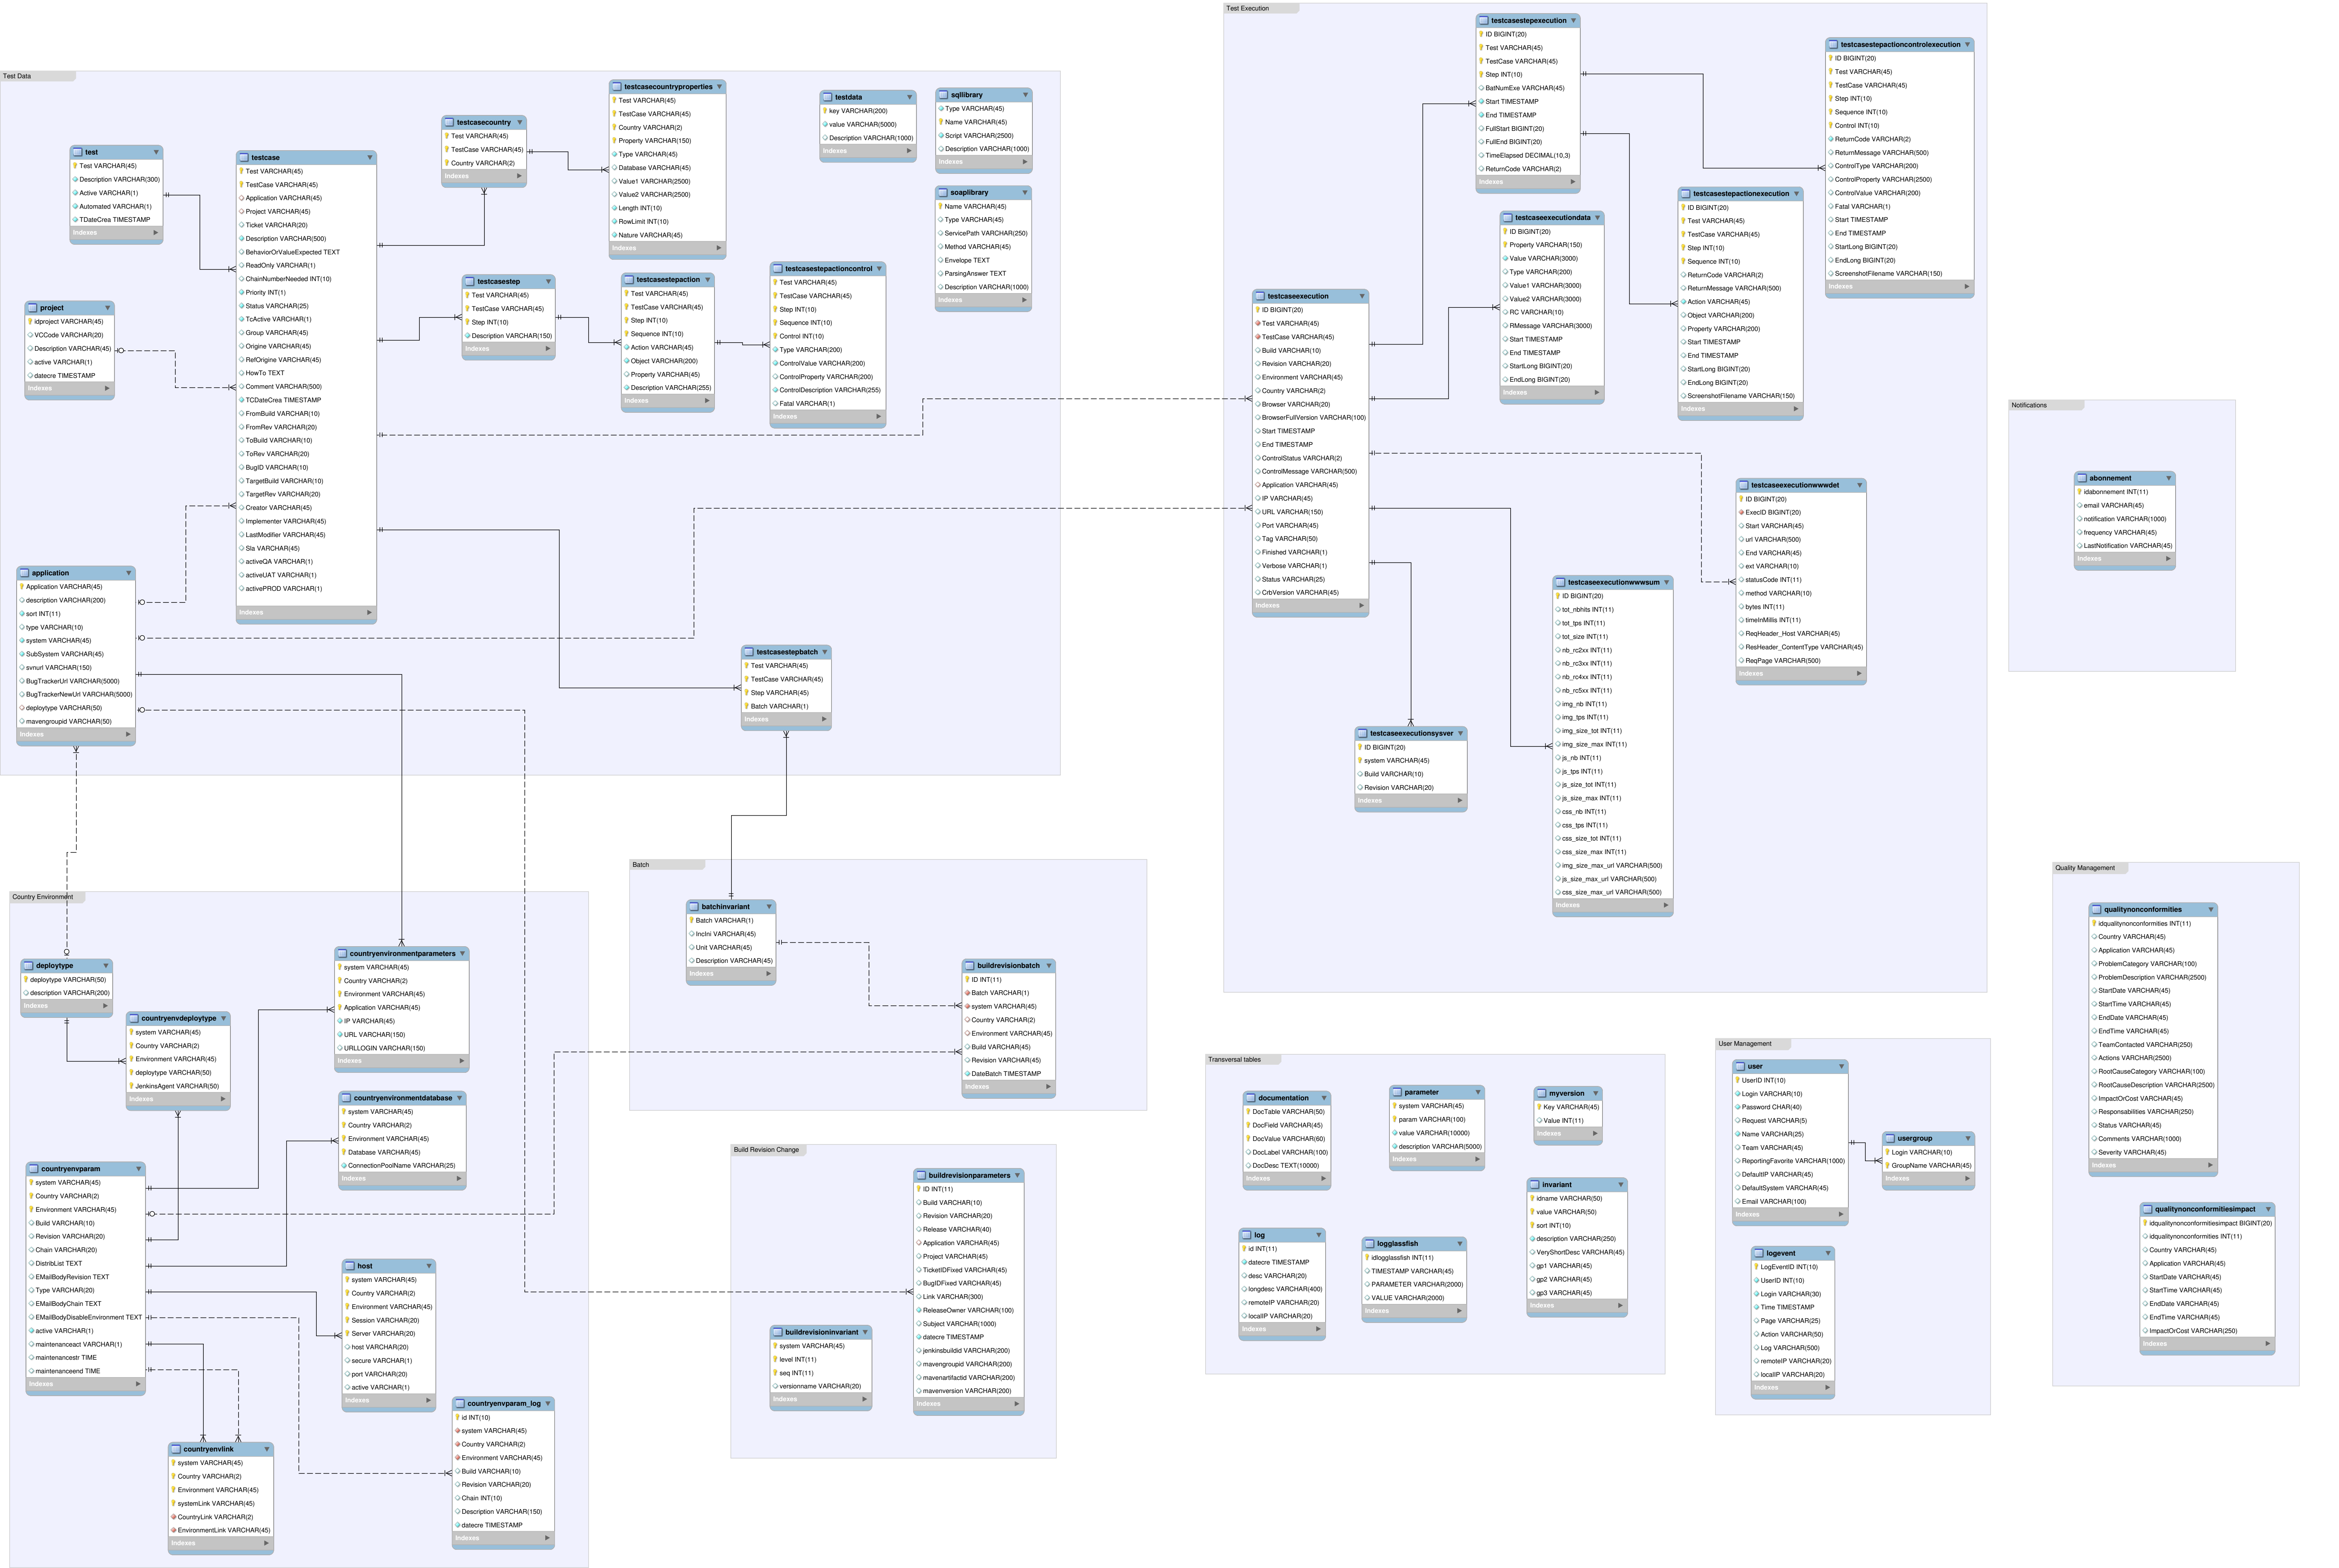 Test Data
test
Test VARCHAR(45)
Description VARCHAR(300)
Active VARCHAR(1)
Automated VARCHAR(1)
TDateCrea TIMESTAMP
Indexes
project
idproject VARCHAR(45)
VCCode VARCHAR(20)
Description VARCHAR(45)
active VARCHAR(1)
datecre TIMESTAMP
Indexes
testcase
Test VARCHAR(45)
TestCase VARCHAR(45)
Application VARCHAR(45)
Project VARCHAR(45)
Ticket VARCHAR(20)
Description VARCHAR(500)
BehaviorOrValueExpected TEXT
ReadOnly VARCHAR(1)
ChainNumberNeeded INT(10)
Priority INT(1)
Status VARCHAR(25)
TcActive VARCHAR(1)
Group VARCHAR(45)
Origine VARCHAR(45)
RefOrigine VARCHAR(45)
HowTo TEXT
Comment VARCHAR(500)
TCDateCrea TIMESTAMP
FromBuild VARCHAR(10)
FromRev VARCHAR(20)
ToBuild VARCHAR(10)
ToRev VARCHAR(20)
BugID VARCHAR(10)
TargetBuild VARCHAR(10)
TargetRev VARCHAR(20)
Creator VARCHAR(45)
Implementer VARCHAR(45)
LastModifier VARCHAR(45)
Sla VARCHAR(45)
activeQA VARCHAR(1)
activeUAT VARCHAR(1)
activePROD VARCHAR(1)
Indexes
testcasecountry
Test VARCHAR(45)
TestCase VARCHAR(45)
Country VARCHAR(2)
Indexes
testcasecountryproperties
Test VARCHAR(45)
TestCase VARCHAR(45)
Country VARCHAR(2)
Property VARCHAR(150)
Type VARCHAR(45)
Database VARCHAR(45)
Value1 VARCHAR(2500)
Value2 VARCHAR(2500)
Length INT(10)
RowLimit INT(10)
Nature VARCHAR(45)
Indexes
testdata
key VARCHAR(200)
value VARCHAR(5000)
Description VARCHAR(1000)
Indexes
sqllibrary
Type VARCHAR(45)
Name VARCHAR(45)
Script VARCHAR(2500)
Description VARCHAR(1000)
Indexes
soaplibrary
Name VARCHAR(45)
Type VARCHAR(45)
ServicePath VARCHAR(250)
Method VARCHAR(45)
Envelope TEXT
ParsingAnswer TEXT
Description VARCHAR(1000)
Indexes
testcasestep
Test VARCHAR(45)
TestCase VARCHAR(45)
Step INT(10)
Description VARCHAR(150)
Indexes
testcasestepaction
Test VARCHAR(45)
TestCase VARCHAR(45)
Step INT(10)
Sequence INT(10)
Action VARCHAR(45)
Object VARCHAR(200)
Property VARCHAR(45)
Description VARCHAR(255)
Indexes
testcasestepactioncontrol
Test VARCHAR(45)
TestCase VARCHAR(45)
Step INT(10)
Sequence INT(10)
Control INT(10)
Type VARCHAR(200)
ControlValue VARCHAR(200)
ControlProperty VARCHAR(200)
ControlDescription VARCHAR(255)
Fatal VARCHAR(1)
Indexes
application
Application VARCHAR(45)
description VARCHAR(200)
sort INT(11)
type VARCHAR(10)
system VARCHAR(45)
SubSystem VARCHAR(45)
svnurl VARCHAR(150)
BugTrackerUrl VARCHAR(5000)
BugTrackerNewUrl VARCHAR(5000)
deploytype VARCHAR(50)
mavengroupid VARCHAR(50)
Indexes
testcasestepbatch
Test VARCHAR(45)
TestCase VARCHAR(45)
Step VARCHAR(45)
Batch VARCHAR(1)
Indexes
Test Execution
testcasestepexecution
ID BIGINT(20)
Test VARCHAR(45)
TestCase VARCHAR(45)
Step INT(10)
BatNumExe VARCHAR(45)
Start TIMESTAMP
End TIMESTAMP
FullStart BIGINT(20)
FullEnd BIGINT(20)
TimeElapsed DECIMAL(10,3)
ReturnCode VARCHAR(2)
Indexes
testcasestepactioncontrolexecution
ID BIGINT(20)
Test VARCHAR(45)
TestCase VARCHAR(45)
Step INT(10)
Sequence INT(10)
Control INT(10)
ReturnCode VARCHAR(2)
ReturnMessage VARCHAR(500)
ControlType VARCHAR(200)
ControlProperty VARCHAR(2500)
ControlValue VARCHAR(200)
Fatal VARCHAR(1)
Start TIMESTAMP
End TIMESTAMP
StartLong BIGINT(20)
EndLong BIGINT(20)
ScreenshotFilename VARCHAR(150)
Indexes
testcasestepactionexecution
ID BIGINT(20)
Test VARCHAR(45)
TestCase VARCHAR(45)
Step INT(10)
Sequence INT(10)
ReturnCode VARCHAR(2)
ReturnMessage VARCHAR(500)
Action VARCHAR(45)
Object VARCHAR(200)
Property VARCHAR(200)
Start TIMESTAMP
End TIMESTAMP
StartLong BIGINT(20)
EndLong BIGINT(20)
ScreenshotFilename VARCHAR(150)
Indexes
testcaseexecutiondata
ID BIGINT(20)
Property VARCHAR(150)
Value VARCHAR(3000)
Type VARCHAR(200)
Value1 VARCHAR(3000)
Value2 VARCHAR(3000)
RC VARCHAR(10)
RMessage VARCHAR(3000)
Start TIMESTAMP
End TIMESTAMP
StartLong BIGINT(20)
EndLong BIGINT(20)
Indexes
testcaseexecution
ID BIGINT(20)
Test VARCHAR(45)
TestCase VARCHAR(45)
Build VARCHAR(10)
Revision VARCHAR(20)
Environment VARCHAR(45)
Country VARCHAR(2)
Browser VARCHAR(20)
BrowserFullVersion VARCHAR(100)
Start TIMESTAMP
End TIMESTAMP
ControlStatus VARCHAR(2)
ControlMessage VARCHAR(500)
Application VARCHAR(45)
IP VARCHAR(45)
URL VARCHAR(150)
Port VARCHAR(45)
Tag VARCHAR(50)
Finished VARCHAR(1)
Verbose VARCHAR(1)
Status VARCHAR(25)
CrbVersion VARCHAR(45)
Indexes
testcaseexecutionwwwdet
ID BIGINT(20)
ExecID BIGINT(20)
Start VARCHAR(45)
url VARCHAR(500)
End VARCHAR(45)
ext VARCHAR(10)
statusCode INT(11)
method VARCHAR(10)
bytes INT(11)
timeInMillis INT(11)
ReqHeader_Host VARCHAR(45)
ResHeader_ContentType VARCHAR(45)
ReqPage VARCHAR(500)
Indexes
testcaseexecutionwwwsum
ID BIGINT(20)
tot_nbhits INT(11)
tot_tps INT(11)
tot_size INT(11)
nb_rc2xx INT(11)
nb_rc3xx INT(11)
nb_rc4xx INT(11)
nb_rc5xx INT(11)
img_nb INT(11)
img_tps INT(11)
img_size_tot INT(11)
img_size_max INT(11)
js_nb INT(11)
js_tps INT(11)
js_size_tot INT(11)
js_size_max INT(11)
css_nb INT(11)
css_tps INT(11)
css_size_tot INT(11)
css_size_max INT(11)
img_size_max_url VARCHAR(500)
js_size_max_url VARCHAR(500)
css_size_max_url VARCHAR(500)
Indexes
testcaseexecutionsysver
ID BIGINT(20)
system VARCHAR(45)
Build VARCHAR(10)
Revision VARCHAR(20)
Indexes
Notifications
abonnement
idabonnement INT(11)
email VARCHAR(45)
notification VARCHAR(1000)
frequency VARCHAR(45)
LastNotification VARCHAR(45)
Indexes
Country Environment
deploytype
deploytype VARCHAR(50)
description VARCHAR(200)
Indexes
countryenvdeploytype
system VARCHAR(45)
Country VARCHAR(2)
Environment VARCHAR(45)
deploytype VARCHAR(50)
JenkinsAgent VARCHAR(50)
Indexes
countryenvironmentparameters
system VARCHAR(45)
Country VARCHAR(2)
Environment VARCHAR(45)
Application VARCHAR(45)
IP VARCHAR(45)
URL VARCHAR(150)
URLLOGIN VARCHAR(150)
Indexes
countryenvironmentdatabase
system VARCHAR(45)
Country VARCHAR(2)
Environment VARCHAR(45)
Database VARCHAR(45)
ConnectionPoolName VARCHAR(25)
Indexes
countryenvparam
system VARCHAR(45)
Country VARCHAR(2)
Environment VARCHAR(45)
Build VARCHAR(10)
Revision VARCHAR(20)
Chain VARCHAR(20)
DistribList TEXT
EMailBodyRevision TEXT
Type VARCHAR(20)
EMailBodyChain TEXT
EMailBodyDisableEnvironment TEXT
active VARCHAR(1)
maintenanceact VARCHAR(1)
maintenancestr TIME
maintenanceend TIME
Indexes
host
system VARCHAR(45)
Country VARCHAR(2)
Environment VARCHAR(45)
Session VARCHAR(20)
Server VARCHAR(20)
host VARCHAR(20)
secure VARCHAR(1)
port VARCHAR(20)
active VARCHAR(1)
Indexes
countryenvparam_log
id INT(10)
system VARCHAR(45)
Country VARCHAR(2)
Environment VARCHAR(45)
Build VARCHAR(10)
Revision VARCHAR(20)
Chain INT(10)
Description VARCHAR(150)
datecre TIMESTAMP
Indexes
countryenvlink
system VARCHAR(45)
Country VARCHAR(2)
Environment VARCHAR(45)
systemLink VARCHAR(45)
CountryLink VARCHAR(2)
EnvironmentLink VARCHAR(45)
Indexes
Batch
batchinvariant
Batch VARCHAR(1)
IncIni VARCHAR(45)
Unit VARCHAR(45)
Description VARCHAR(45)
Indexes
buildrevisionbatch
ID INT(11)
Batch VARCHAR(1)
system VARCHAR(45)
Country VARCHAR(2)
Environment VARCHAR(45)
Build VARCHAR(45)
Revision VARCHAR(45)
DateBatch TIMESTAMP
Indexes
Build Revision Change
buildrevisionparameters
ID INT(11)
Build VARCHAR(10)
Revision VARCHAR(20)
Release VARCHAR(40)
Application VARCHAR(45)
Project VARCHAR(45)
TicketIDFixed VARCHAR(45)
BugIDFixed VARCHAR(45)
Link VARCHAR(300)
ReleaseOwner VARCHAR(100)
Subject VARCHAR(1000)
datecre TIMESTAMP
jenkinsbuildid VARCHAR(200)
mavengroupid VARCHAR(200)
mavenartifactid VARCHAR(200)
mavenversion VARCHAR(200)
Indexes
buildrevisioninvariant
system VARCHAR(45)
level INT(11)
seq INT(11)
versionname VARCHAR(20)
Indexes
Transversal tables
documentation
DocTable VARCHAR(50)
DocField VARCHAR(45)
DocValue VARCHAR(60)
DocLabel VARCHAR(100)
DocDesc TEXT(10000)
Indexes
parameter
system VARCHAR(45)
param VARCHAR(100)
value VARCHAR(10000)
description VARCHAR(5000)
Indexes
myversion
Key VARCHAR(45)
Value INT(11)
Indexes
invariant
idname VARCHAR(50)
value VARCHAR(50)
sort INT(10)
description VARCHAR(250)
VeryShortDesc VARCHAR(45)
gp1 VARCHAR(45)
gp2 VARCHAR(45)
gp3 VARCHAR(45)
Indexes
log
id INT(11)
datecre TIMESTAMP
desc VARCHAR(20)
longdesc VARCHAR(400)
remoteIP VARCHAR(20)
localIP VARCHAR(20)
Indexes
logglassfish
idlogglassfish INT(11)
TIMESTAMP VARCHAR(45)
PARAMETER VARCHAR(2000)
VALUE VARCHAR(2000)
Indexes
User Management
user
UserID INT(10)
Login VARCHAR(10)
Password CHAR(40)
Request VARCHAR(5)
Name VARCHAR(25)
Team VARCHAR(45)
ReportingFavorite VARCHAR(1000)
DefaultIP VARCHAR(45)
DefaultSystem VARCHAR(45)
Email VARCHAR(100)
Indexes
usergroup
Login VARCHAR(10)
GroupName VARCHAR(45)
Indexes
logevent
LogEventID INT(10)
UserID INT(10)
Login VARCHAR(30)
Time TIMESTAMP
Page VARCHAR(25)
Action VARCHAR(50)
Log VARCHAR(500)
remoteIP VARCHAR(20)
localIP VARCHAR(20)
Indexes
Quality Management
qualitynonconformities
idqualitynonconformities INT(11)
Country VARCHAR(45)
Application VARCHAR(45)
ProblemCategory VARCHAR(100)
ProblemDescription VARCHAR(2500)
StartDate VARCHAR(45)
StartTime VARCHAR(45)
EndDate VARCHAR(45)
EndTime VARCHAR(45)
TeamContacted VARCHAR(250)
Actions VARCHAR(2500)
RootCauseCategory VARCHAR(100)
RootCauseDescription VARCHAR(2500)
ImpactOrCost VARCHAR(45)
Responsabilities VARCHAR(250)
Status VARCHAR(45)
Comments VARCHAR(1000)
Severity VARCHAR(45)
Indexes
qualitynonconformitiesimpact
idqualitynonconformitiesimpact BIGINT(20)
idqualitynonconformities INT(11)
Country VARCHAR(45)
Application VARCHAR(45)
StartDate VARCHAR(45)
StartTime VARCHAR(45)
EndDate VARCHAR(45)
EndTime VARCHAR(45)
ImpactOrCost VARCHAR(250)
Indexes